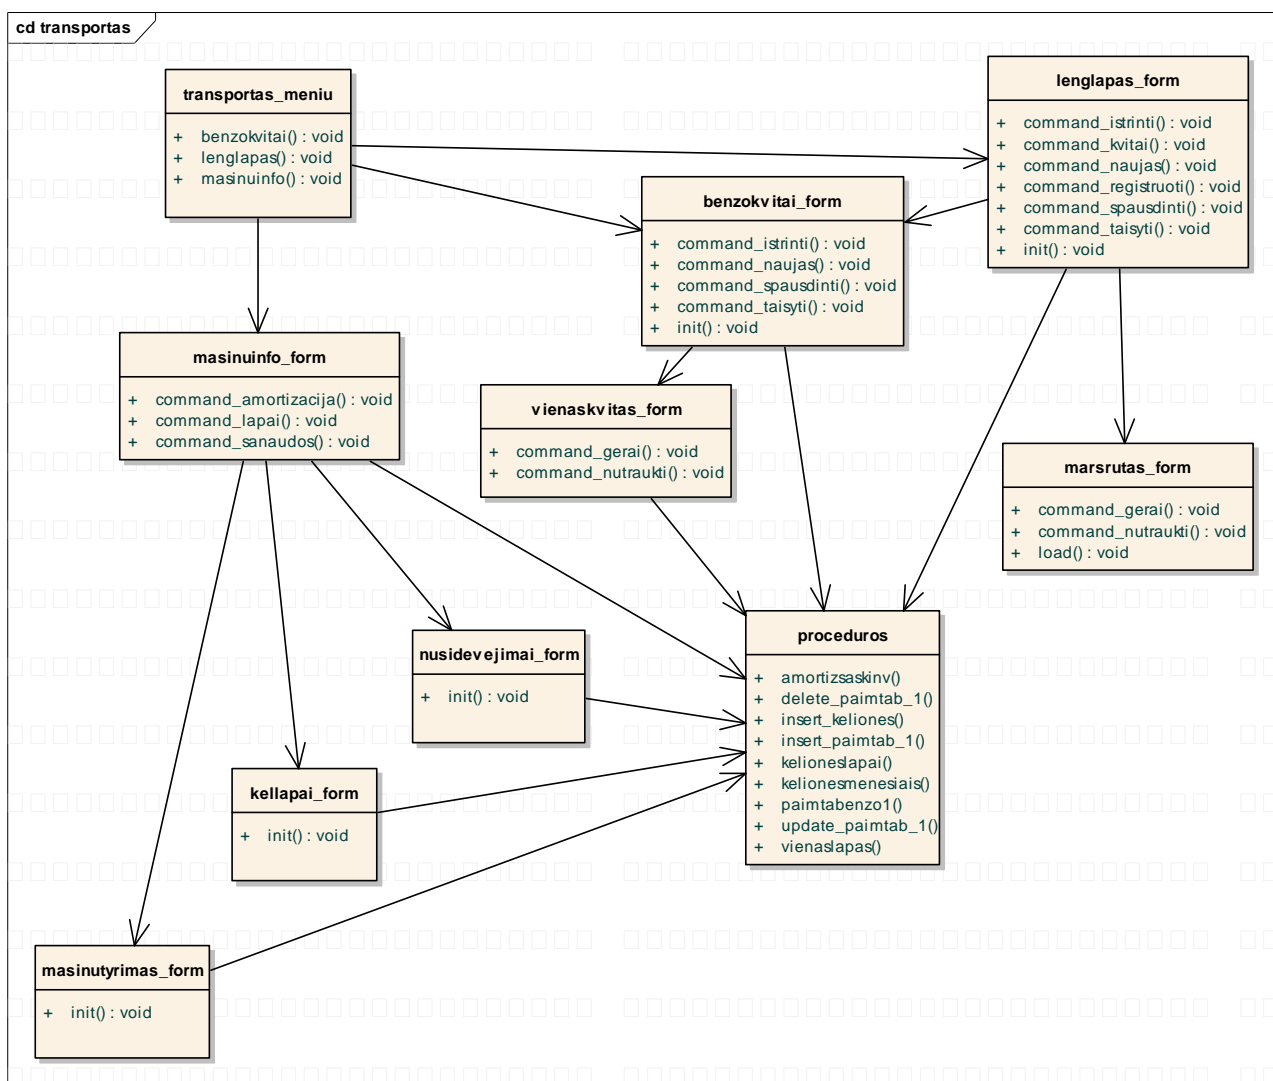 cd transportas
transportas_meniu
+ benzokvitai() : void
+ lenglapas() : void
+ masinuinfo() : void
lenglapas_form
+ command_istrinti() : void
+ command_kvitai() : void
+ command_naujas() : void
+ command_registruoti() : void
+ command_spausdinti() : void
+ command_taisyti() : void
+ init() : void
benzokvitai_form
+ command_istrinti() : void
+ command_naujas() : void
+ command_spausdinti() : void
+ command_taisyti() : void
+ init() : void
masinuinfo_form
+ command_amortizacija() : void
+ command_lapai() : void
+ command_sanaudos() : void
vienaskvitas_form
+ command_gerai() : void
+ command_nutraukti() : void
marsrutas_form
+ command_gerai() : void
+ command_nutraukti() : void
+ load() : void
proceduros
+ amortizsaskinv()
+ delete_paimtab_1()
+ insert_keliones()
+ insert_paimtab_1()
+ kelioneslapai()
+ kelionesmenesiais()
+ paimtabenzo1()
+ update_paimtab_1()
+ vienaslapas()
nusidevejimai_form
+ init() : void
kellapai_form
+ init() : void
masinutyrimas_form
+ init() : void